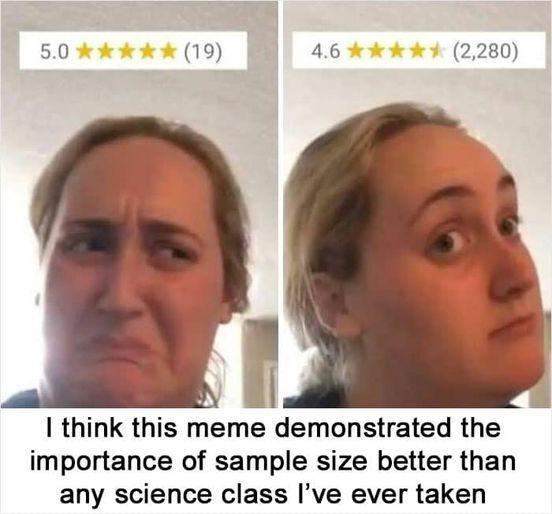 5.0 ★★★★★ (19)
4.6 ★★★★★ (2,280)
I think this meme demonstrated the
importance of sample size better than
any science class I've ever taken